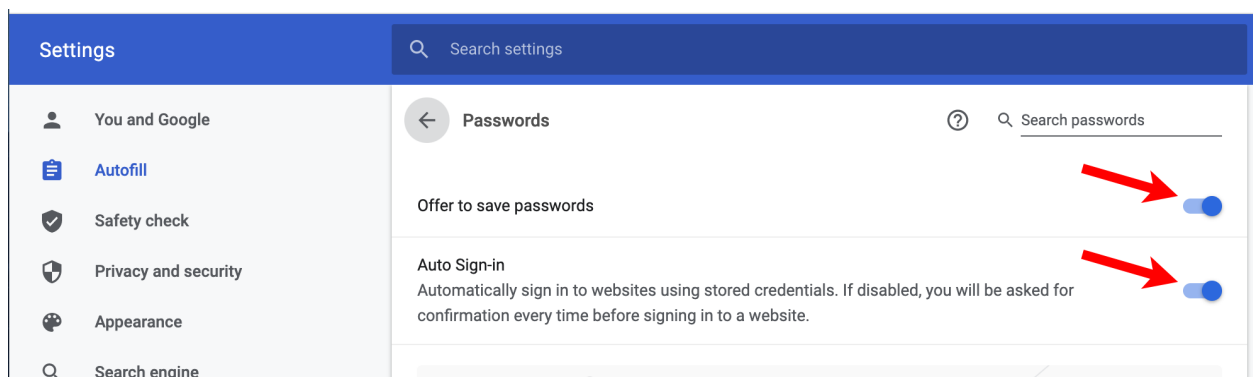 Settings
Search settings
You and Google
Autofill
Safety check
Privacy and security
Appearance
Search engine
Passwords
Search passwords
Offer to save passwords
Auto Sign-in
Automatically sign in to websites using stored credentials. If disabled, you will be asked for
confirmation every time before signing in to a website.